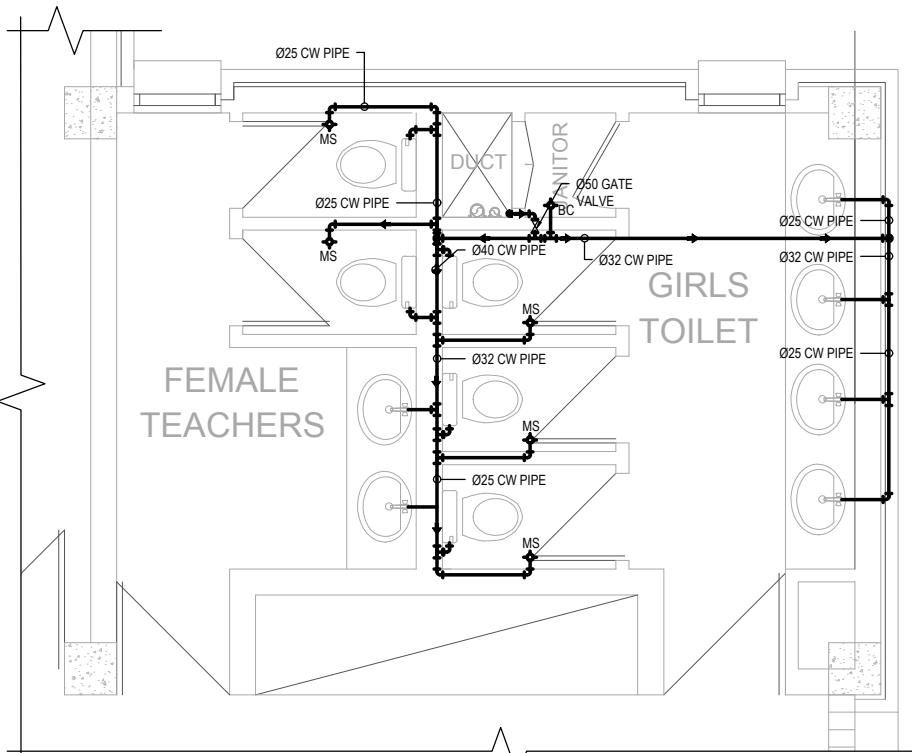 Ø25 CW PIPE
MS
DUCT
JANITOR
Ø50 GATE
VALVE
BC
Ø25 CW PIPE
MS
Ø40 CW PIPE
Ø32 CW PIPE
Ø25 CW PIPE
Ø32 CW PIPE
GIRLS
TOILET
MS
Ø32 CW PIPE
Ø25 CW PIPE
FEMALE
TEACHERS
MS
Ø25 CW PIPE
MS